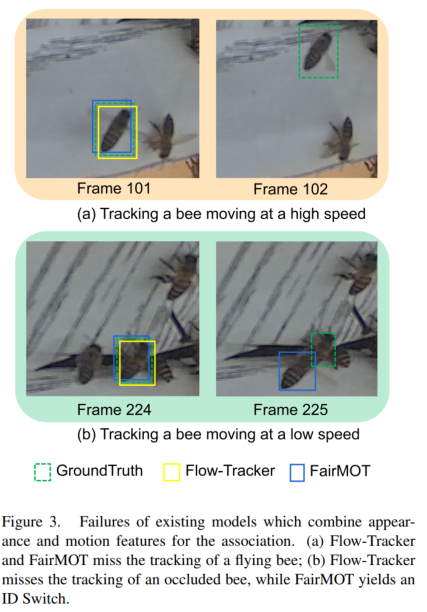 Frame 101
Frame 102
(a) Tracking a bee moving at a high speed
Frame 224
Frame 225
(b) Tracking a bee moving at a low speed
GroundTruth
Flow-Tracker
FairMOT
Figure 3. Failures of existing models which combine appear-
ance and motion features for the association. (a) Flow-Tracker
and FairMOT miss the tracking of a flying bee; (b) Flow-Tracker
misses the tracking of an occluded bee, while FairMOT yields an
ID Switch.